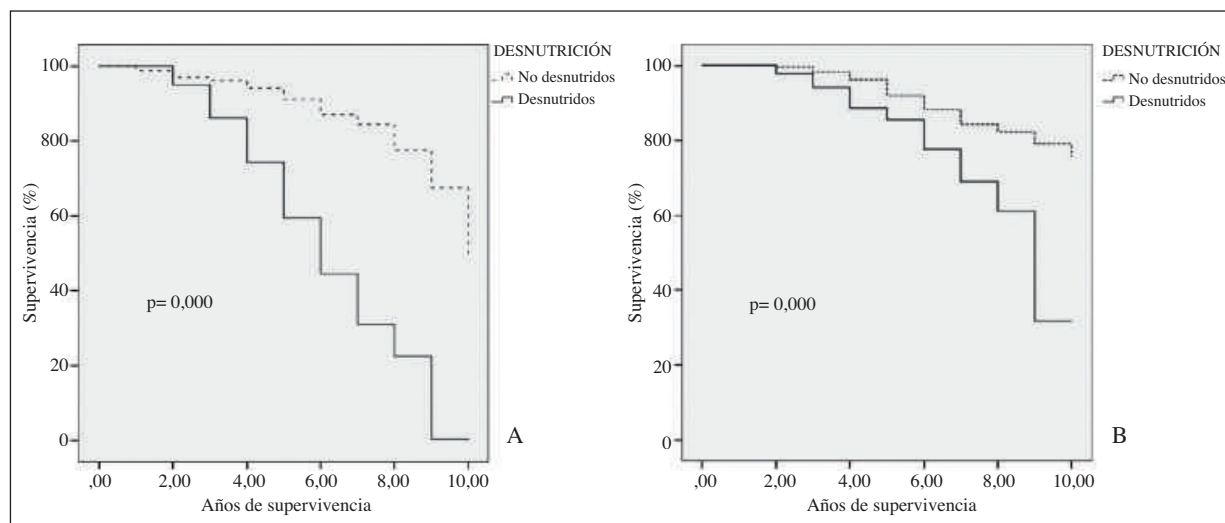 DESNUTRICIÓN
No desnutridos
Desnutridos
100
800
60
40
20
0
Supervivencia (%)
p= 0,000
A
,00 2,00 4,00 6,00 8,00 10,00
Años de supervivencia
DESNUTRICIÓN
No desnutridos
Desnutridos
100
800
60
40
20
0
Supervivencia (%)
p= 0,000
B
,00 2,00 4,00 6,00 8,00 10,00
Años de supervivencia